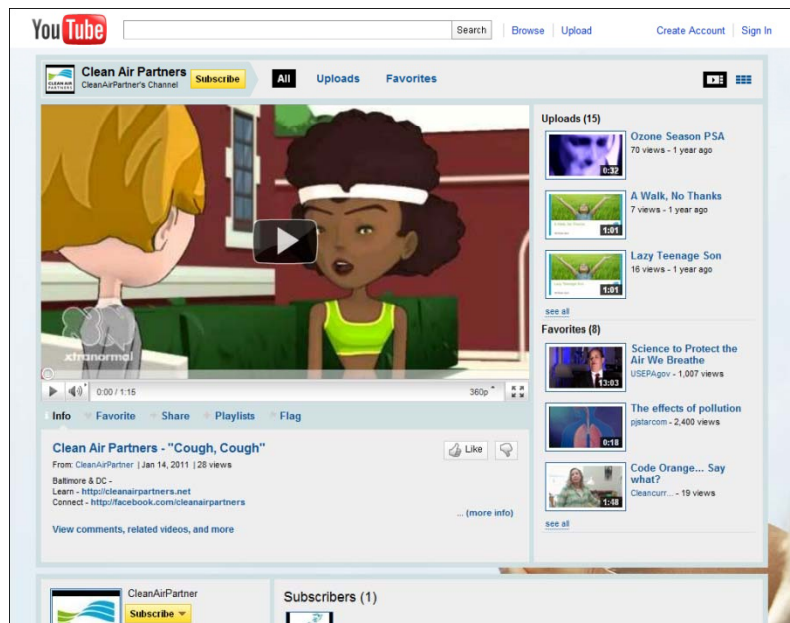 You Tube
Search
Browse
Upload
Create Account
Sign In
CLEAN AIR
PARTNERS
Clean Air Partners
CleanAirPartner's Channel
Subscribe
All
Uploads
Favorites
xtranormal
0:00 / 1:15
360p
Info
Favorite
Share
Playlists
Flag
Clean Air Partners - "Cough, Cough"
From: CleanAirPartner | Jan 14, 2011 | 28 views
Like
Baltimore & DC -
Learn - http://cleanairpartners.net
Connect - http://facebook.com/cleanairpartners
... (more info)
View comments, related videos, and more
Uploads (15)
0:32
Ozone Season PSA
70 views - 1 year ago
1:01
A Walk, No Thanks
7 views - 1 year ago
1:01
Lazy Teenage Son
16 views - 1 year ago
see all
Favorites (8)
13:03
Science to Protect the
Air We Breathe
USEPAgov - 1,007 views
0:18
The effects of pollution
pjstarcom - 2,400 views
1:48
Code Orange... Say
what?
Cleancurr... - 19 views
see all
CleanAirPartner
Subscribe
Subscribers (1)